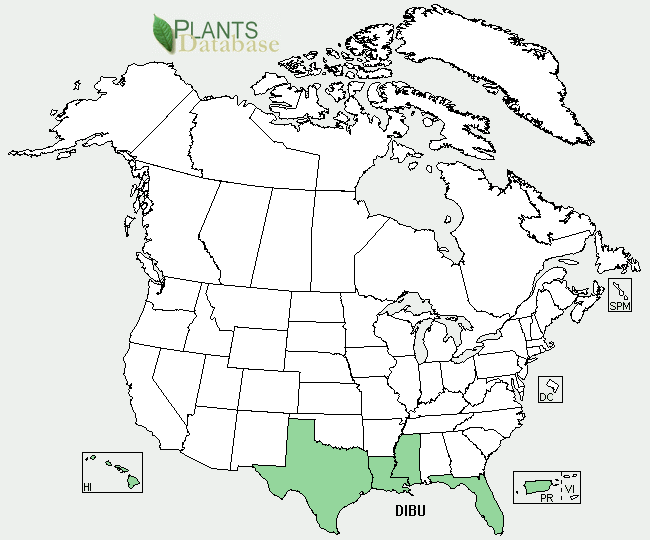 PLANTS
Database
SPM
DC
HI
PR
VI
DIBU